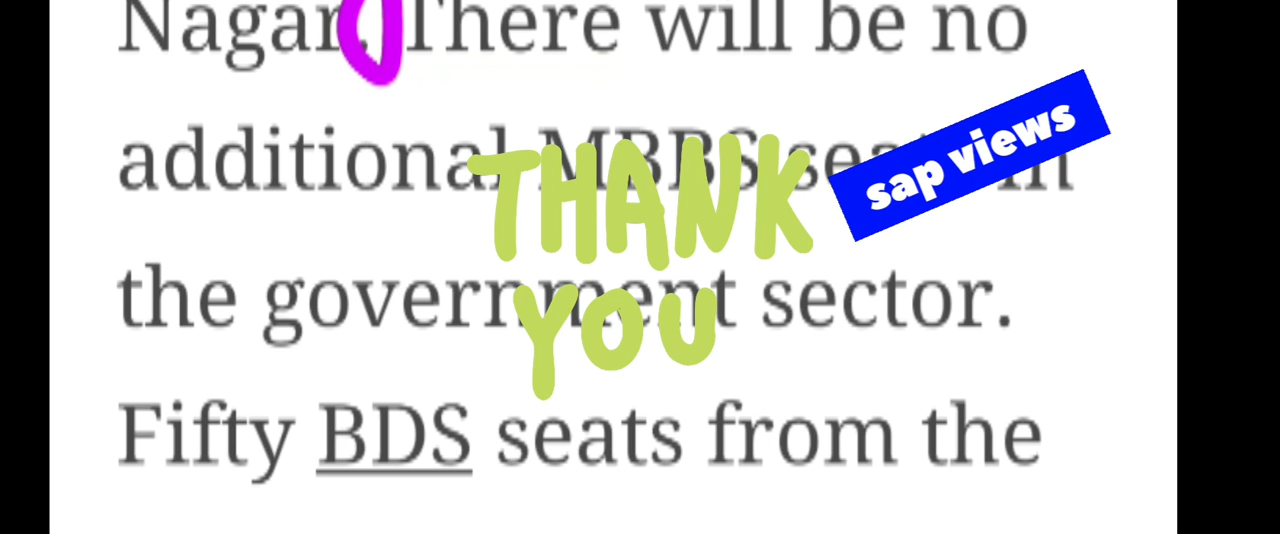 Nagar. There will be no
additional MBBS seats in
sap views
THANK
the government sector.
YOU
Fifty BDS seats from the